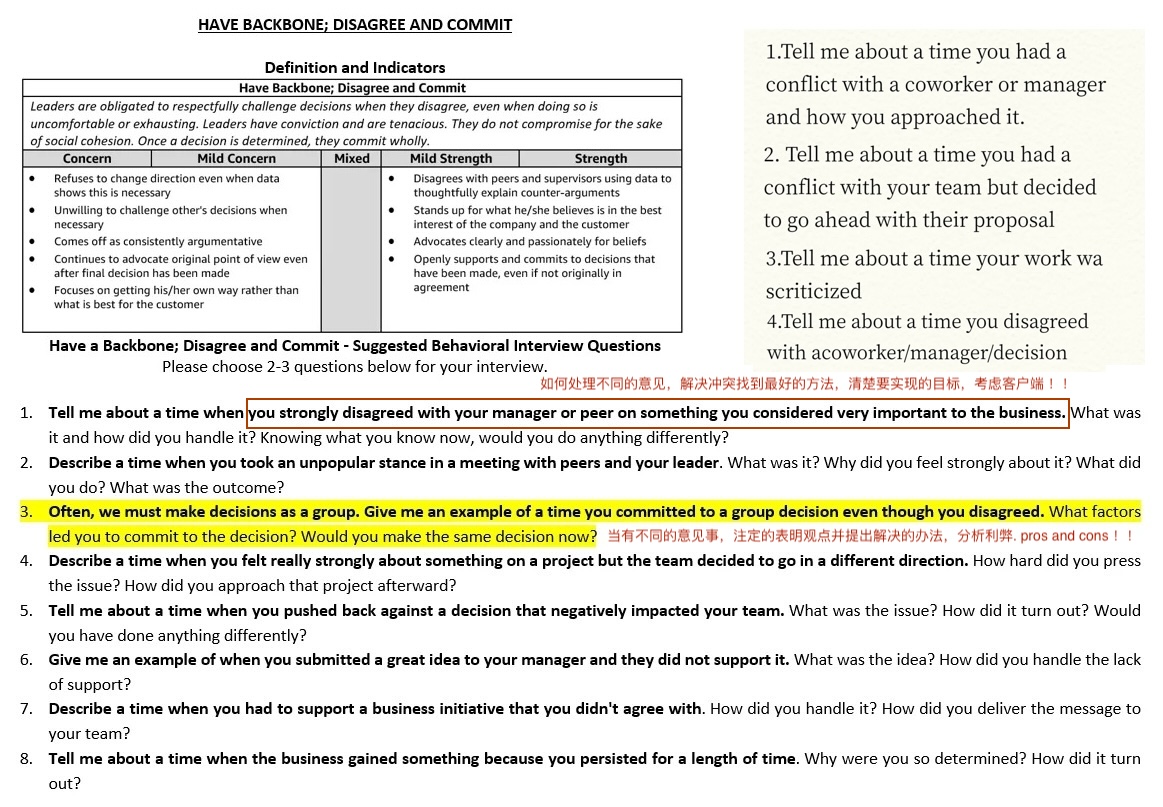 HAVE BACKBONE; DISAGREE AND COMMIT
Definition and Indicators
Have Backbone; Disagree and Commit
Leaders are obligated to respectfully challenge decisions when they disagree, even when doing so is
uncomfortable or exhausting. Leaders have conviction and are tenacious. They do not compromise for the sake
of social cohesion. Once a decision is determined, they commit wholly.
Concern Mild Concern Mixed Mild Strength Strength
• Refuses to change direction even when data
shows this is necessary
• Unwilling to challenge other's decisions when
necessary
• Comes off as consistently argumentative
• Continues to advocate original point of view even
after final decision has been made
• Focuses on getting his/her own way rather than
what is best for the customer
• Disagrees with peers and supervisors using data to
thoughtfully explain counter-arguments
• Stands up for what he/she believes is in the best
interest of the company and the customer
• Advocates clearly and passionately for beliefs
• Openly supports and commits to decisions that
have been made, even if not originally in
agreement
1.Tell me about a time you had a
conflict with a coworker or manager
and how you approached it.
2. Tell me about a time you had a
conflict with your team but decided
to go ahead with their proposal
3.Tell me about a time your work wa
scriticized
4.Tell me about a time you disagreed
with acoworker/manager/decision
Have a Backbone; Disagree and Commit - Suggested Behavioral Interview Questions
Please choose 2-3 questions below for your interview.
如何处理不同的意见，解决冲突找到最好的方法，清楚要实现的目标，考虑客户端！！
1. Tell me about a time when you strongly disagreed with your manager or peer on something you considered very important to the business. What was
it and how did you handle it? Knowing what you know now, would you do anything differently?
2. Describe a time when you took an unpopular stance in a meeting with peers and your leader. What was it? Why did you feel strongly about it? What did
you do? What was the outcome?
3. Often, we must make decisions as a group. Give me an example of a time you committed to a group decision even though you disagreed. What factors
led you to commit to the decision? Would you make the same decision now? 当有不同的意见事，注定的表明观点并提出解决的办法，分析利弊. pros and cons！！
4. Describe a time when you felt really strongly about something on a project but the team decided to go in a different direction. How hard did you press
the issue? How did you approach that project afterward?
5. Tell me about a time when you pushed back against a decision that negatively impacted your team. What was the issue? How did it turn out? Would
you have done anything differently?
6. Give me an example of when you submitted a great idea to your manager and they did not support it. What was the idea? How did you handle the lack
of support?
7. Describe a time when you had to support a business initiative that you didn't agree with. How did you handle it? How did you deliver the message to
your team?
8. Tell me about a time when the business gained something because you persisted for a length of time. Why were you so determined? How did it turn
out?